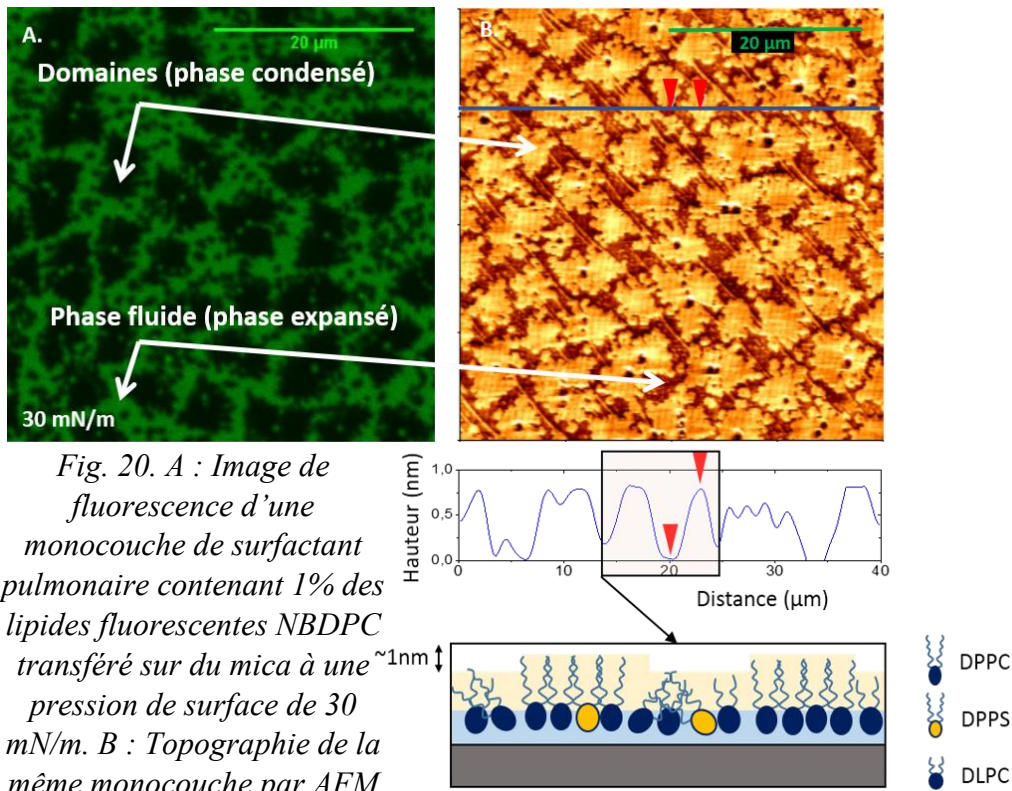 A.
20 µm
Domaines (phase condensé)
Phase fluide (phase expansé)
30 mN/m
B.
20 µm
Fig. 20. A : Image de
fluorescence d’une
monocouche de surfactant
pulmonaire contenant 1% des
lipides fluorescentes NBDPC
transféré sur du mica à une
pression de surface de 30
mN/m. B : Topographie de la
même monocouche par AFM
Hauteur (nm)
1.0
0.5
0.0
0 10 20 30 40
Distance (µm)
~1nm
DPPC
DPPS
DLPC